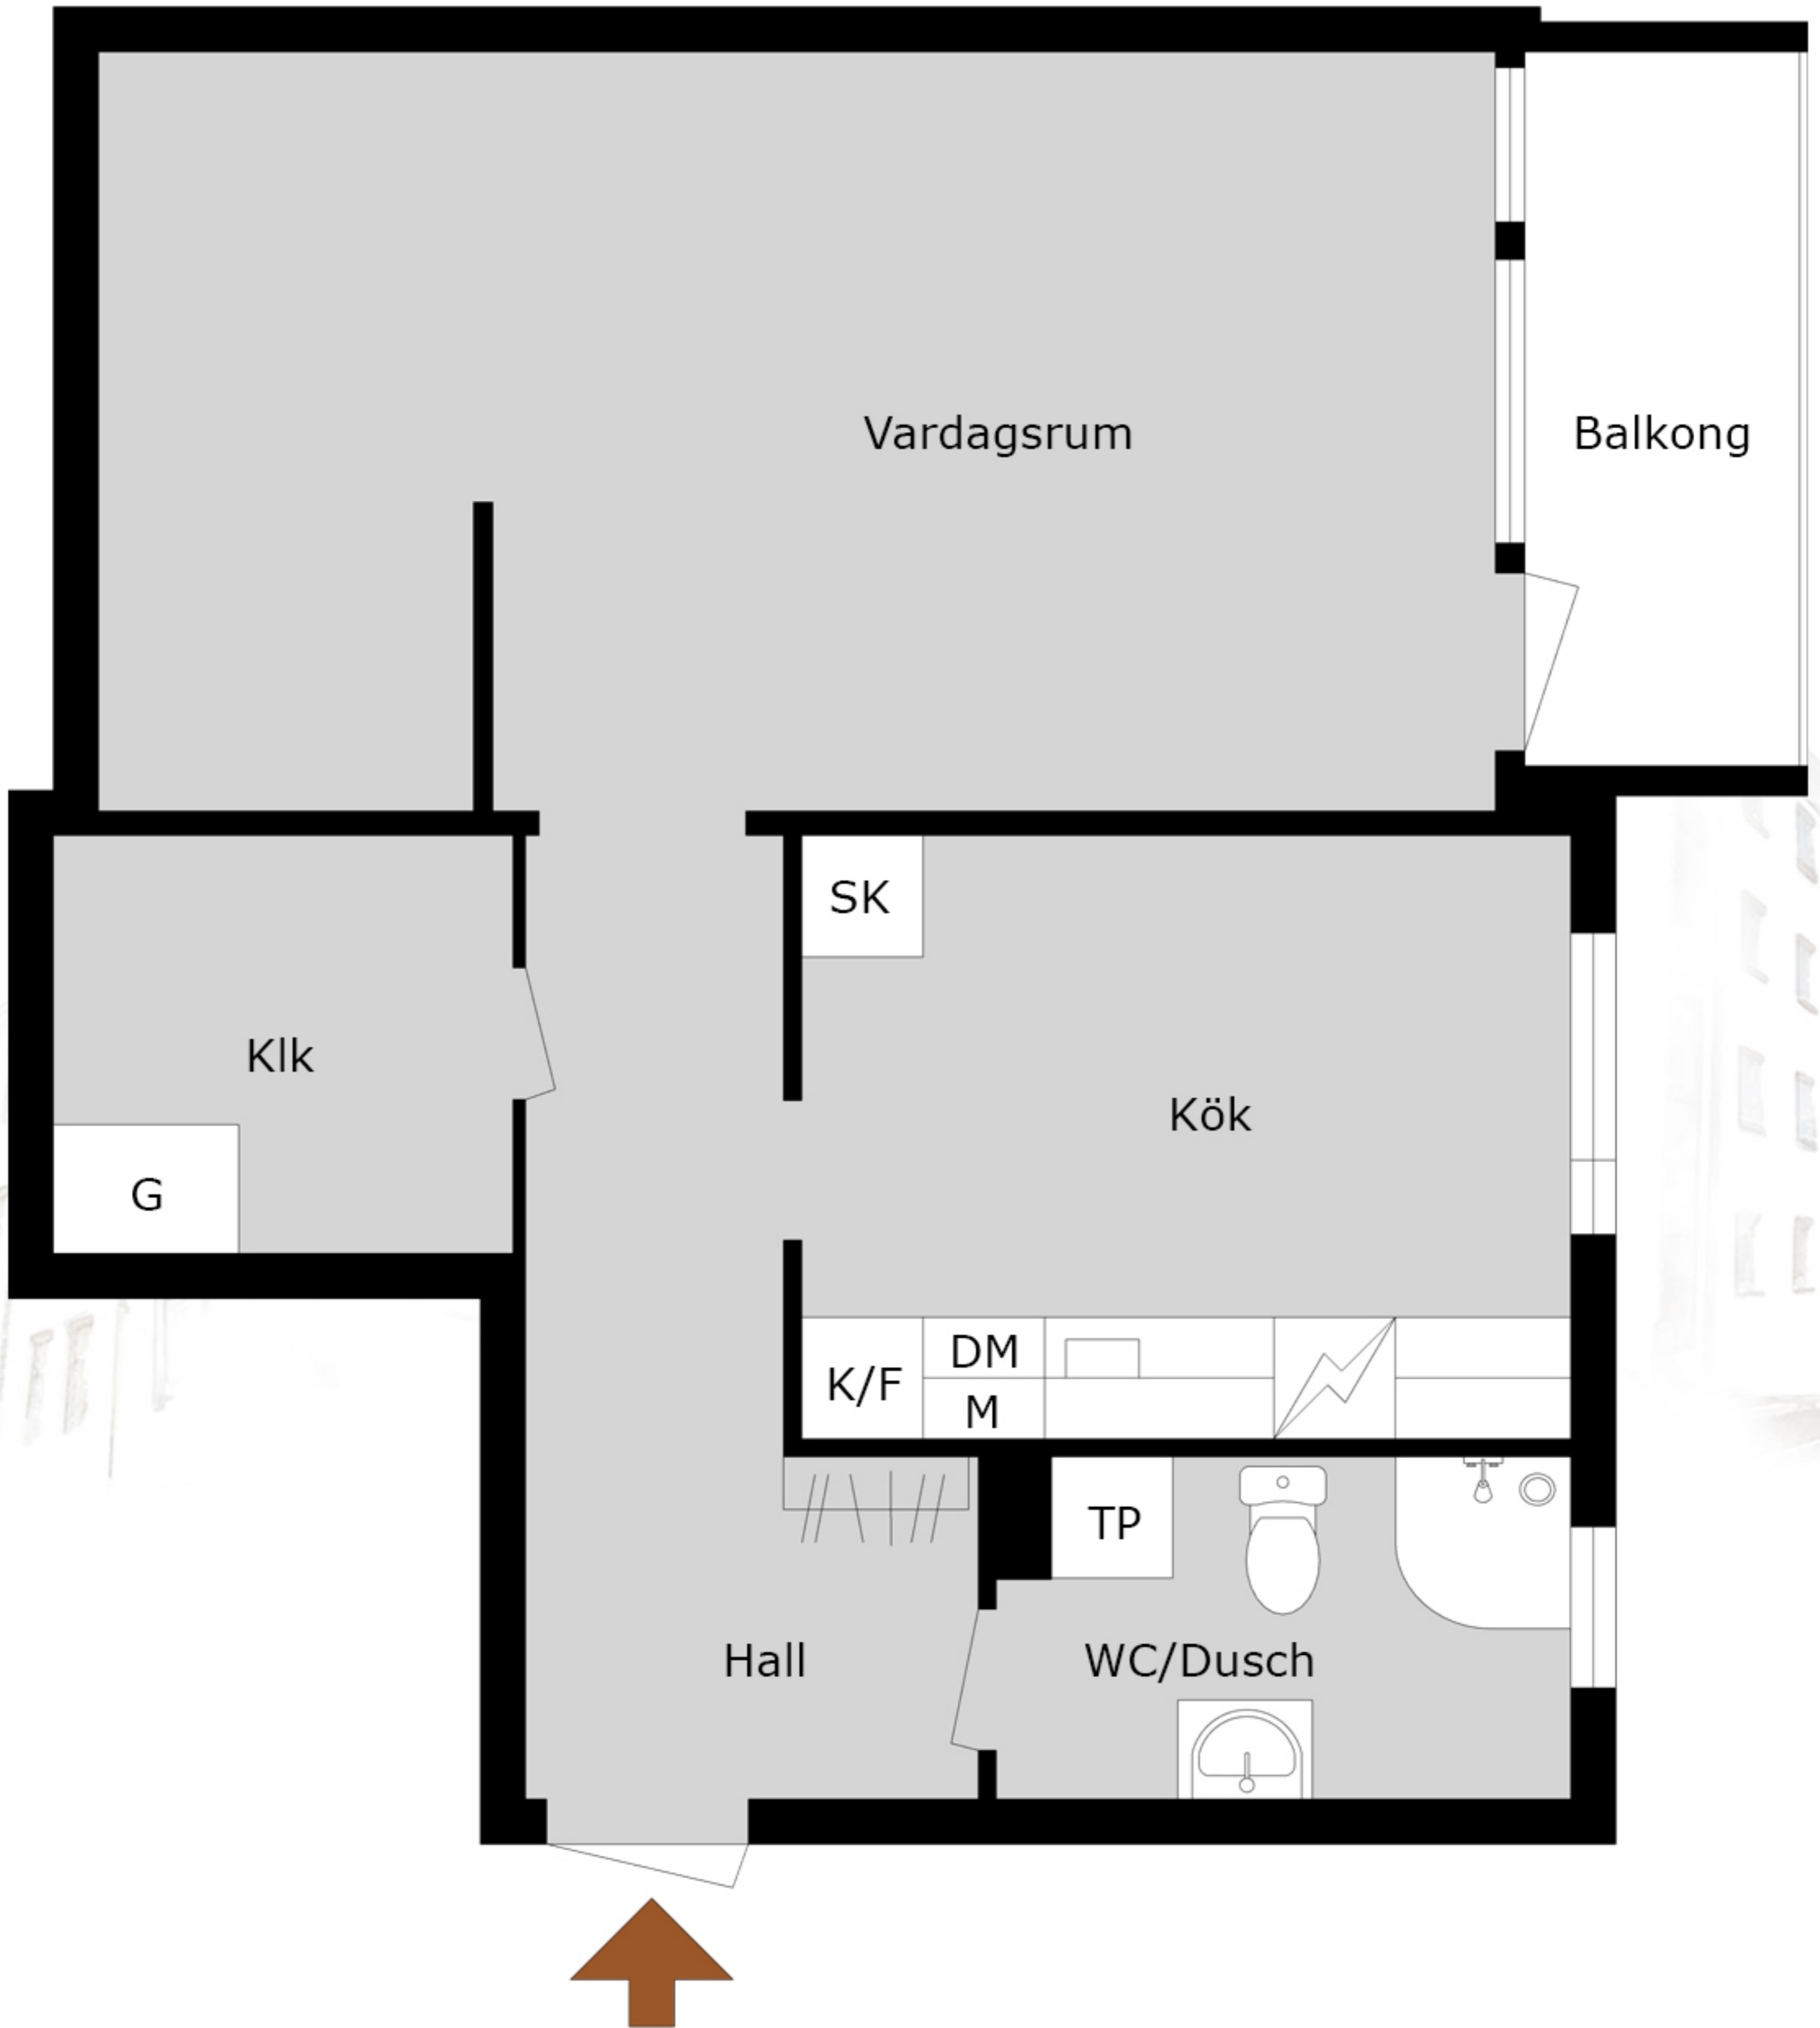 Vardagsrum
Balkong
SK
Klk
Kök
G
DM
K/F
M
TP
Hall
WC/Dusch